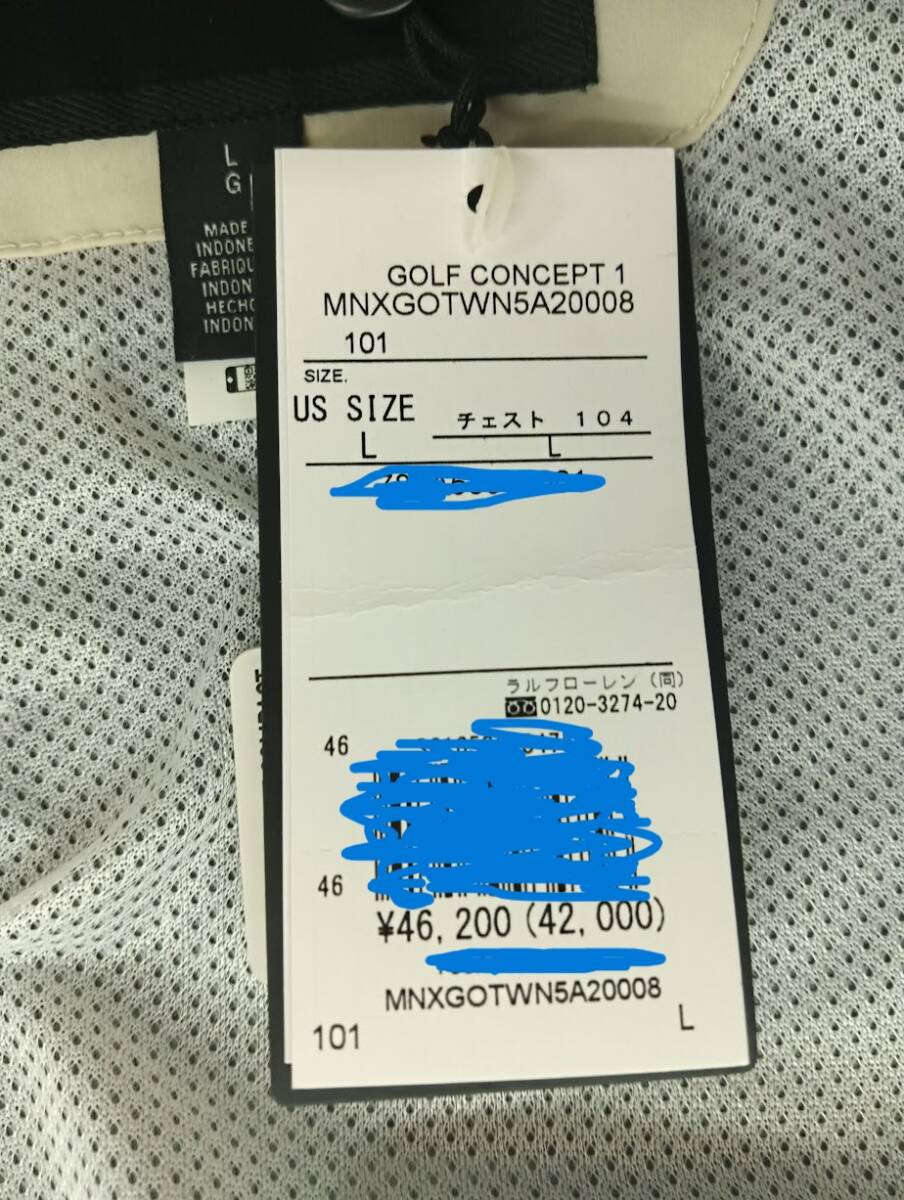 L
G
MADE
INDONE
FABRIQU
INDON
HECHO
INDON
GOLF CONCEPT 1
MNXGOTWN5A20008
101
SIZE.
US SIZE
チェスト 104
L
L
ラルフローレン(同)
0120-3274-20
46
46
¥46,200(42,000)
MNXGOTWN5A20008
101
L